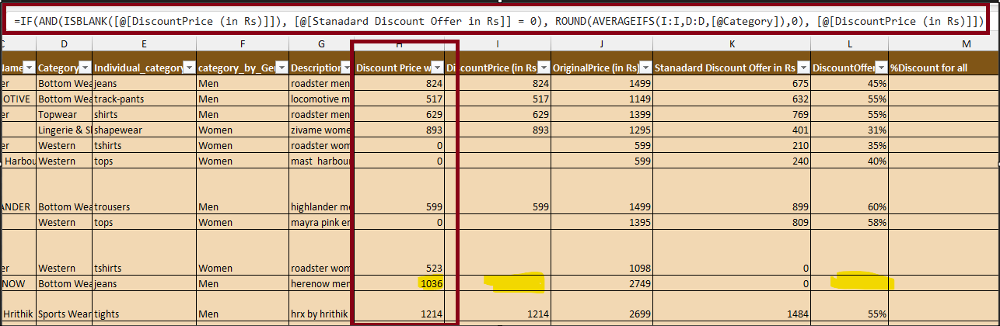 =IF(AND(ISBLANK([@[DiscountPrice (in Rs)]]), [@[Stanadard Discount Offer in Rs]] = 0), ROUND(AVERAGEIFS(I:I,D:D,[@Category]),0), [@[DiscountPrice (in Rs)]])
C D E F G H I J K L M
Name Category Individual_category category_by_Ge Description Discount Price w DiscountPrice (in Rs OriginalPrice (in Rs) Stanadard Discount Offer in Rs DiscountOffer %Discount for all
er Bottom Wea jeans Men roadster men 824 824 1499 675 45%
OTIVE Bottom Wea track-pants Men locomotive m 517 517 1149 632 55%
er Topwear shirts Men roadster men 629 629 1399 769 55%
Lingerie & Sl shapewear Women zivame wome 893 893 1295 401 31%
er Western tshirts Women roadster wom 0 599 210 35%
Harbou Western tops Women mast harbou 0 599 240 40%
ANDER Bottom Wea trousers Men highlander me 599 599 1499 899 60%
Western tops Women mayra pink er 0 1395 809 58%
er Western tshirts Women roadster wom 523 1098 0
NOW Bottom Wea jeans Men herenow mer 1036 2749 0
Hrithik Sports Wear tights Men hrx by hrithik 1214 1214 2699 1484 55%